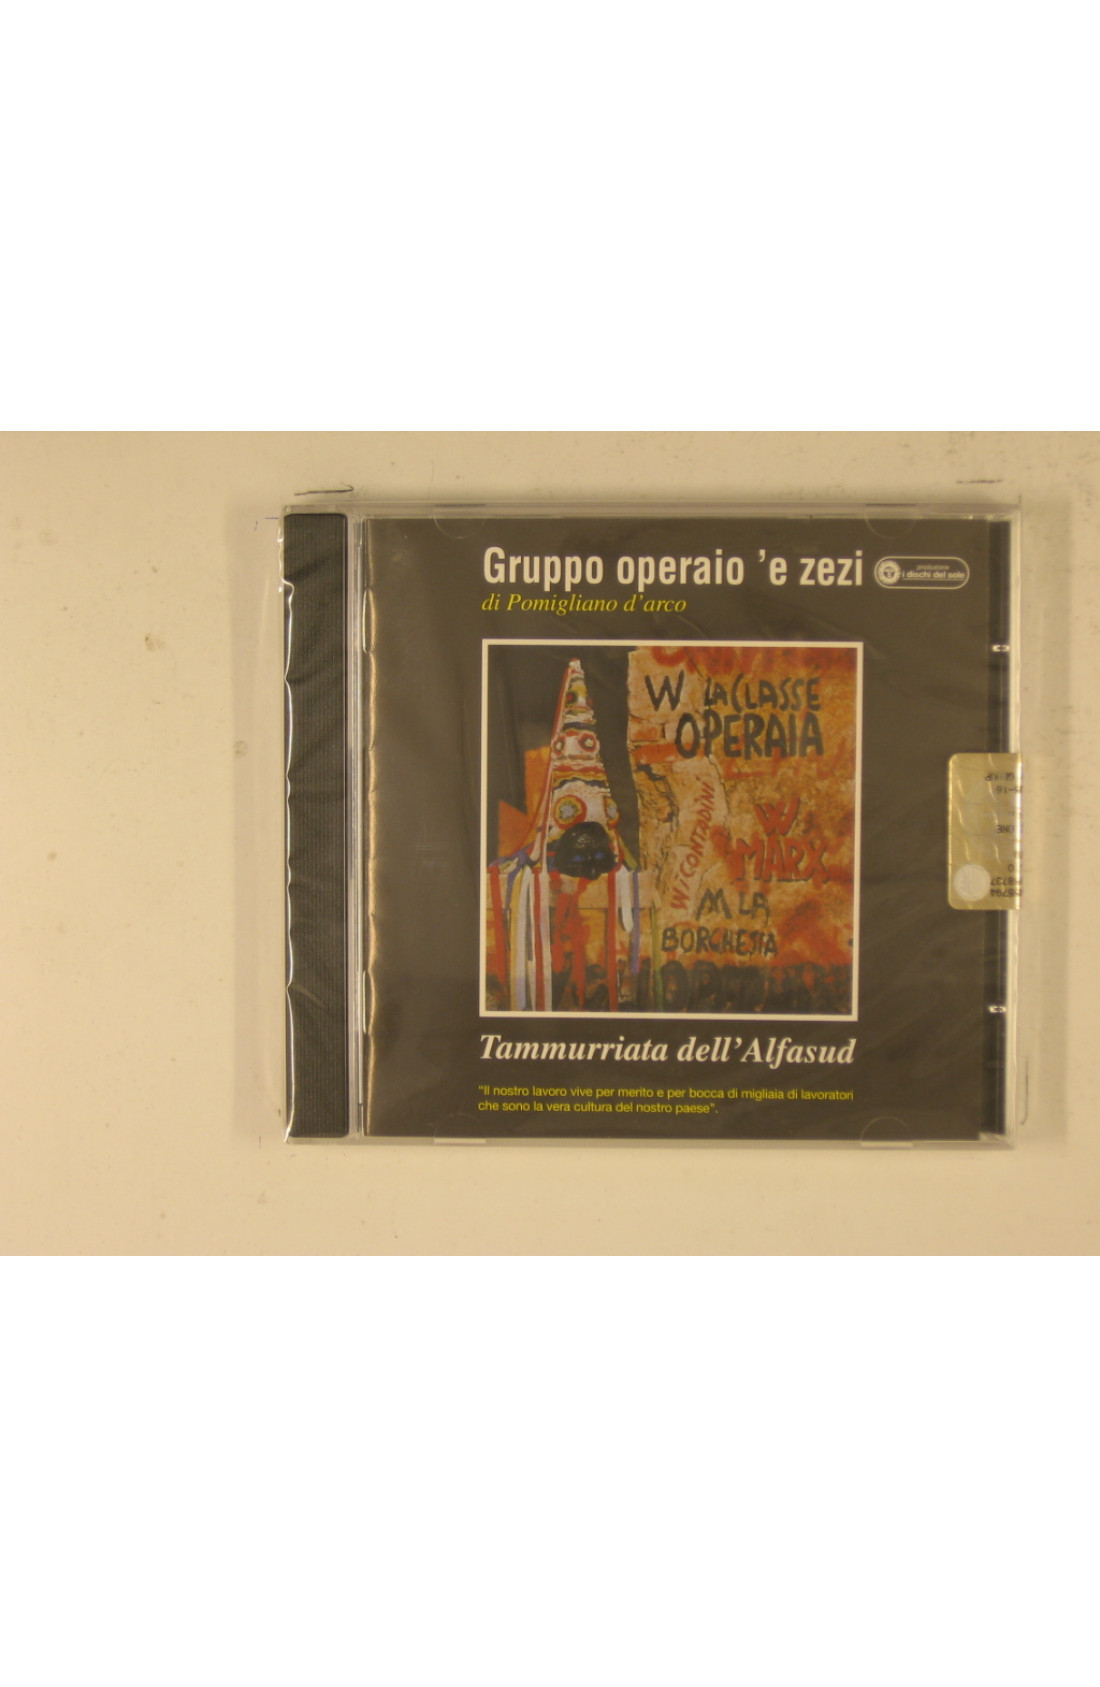 Gruppo operaio 'e zezi
produzione
i dischi del sole
di Pomigliano d'arco
W LA CLASSE
OPERAIA
W i CONTADINI
W
MARX
M LA
BORGHESIA
Tammurriata dell'Alfasud
"Il nostro lavoro vive per merito e per bocca di migliaia di lavoratori
che sono la vera cultura del nostro paese".